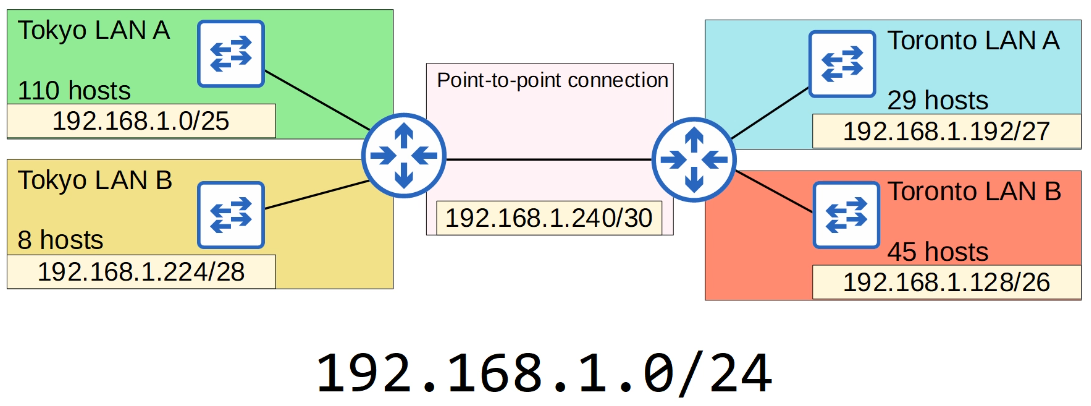 Tokyo LAN A
110 hosts
192.168.1.0/25
Tokyo LAN B
8 hosts
192.168.1.224/28
Point-to-point connection
192.168.1.240/30
Toronto LAN A
29 hosts
192.168.1.192/27
Toronto LAN B
45 hosts
192.168.1.128/26
192.168.1.0/24